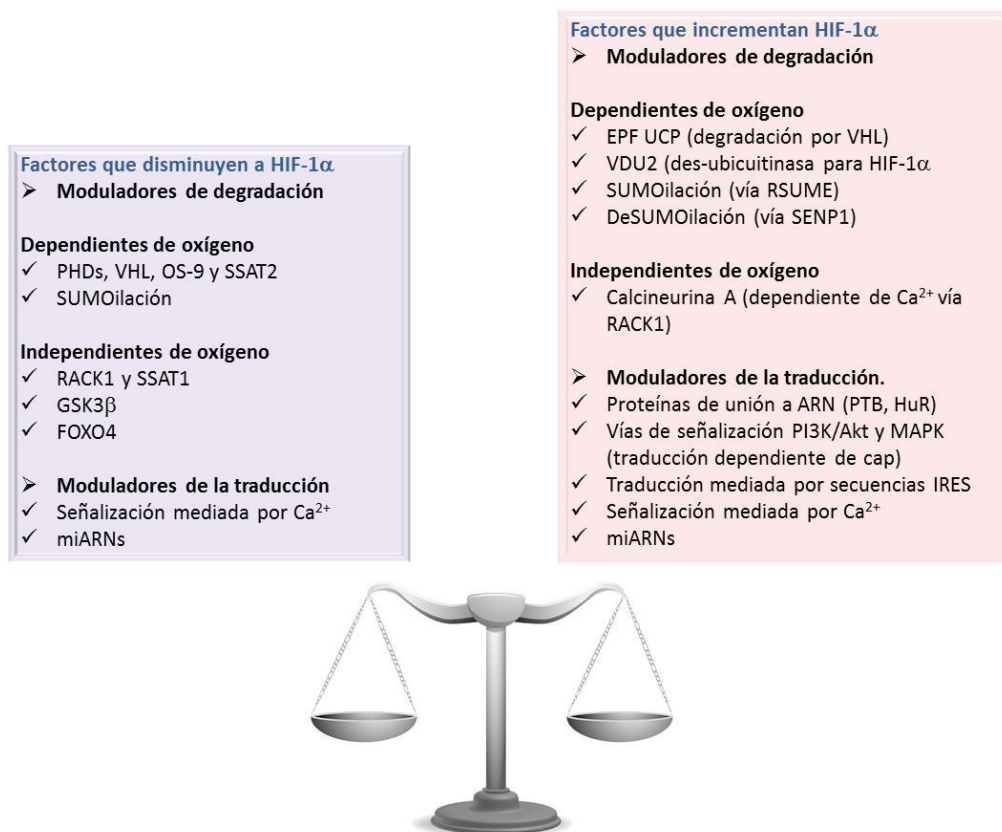 Factores que disminuyen a HIF-1α
➢ Moduladores de degradación
Dependientes de oxígeno
✓ PHDs, VHL, OS-9 y SSAT2
✓ SUMOilación
Independientes de oxígeno
✓ RACK1 y SSAT1
✓ GSK3β
✓ FOXO4
➢ Moduladores de la traducción
✓ Señalización mediada por Ca²⁺
✓ miARNs
Factores que incrementan HIF-1α
➢ Moduladores de degradación
Dependientes de oxígeno
✓ EPF UCP (degradación por VHL)
✓ VDU2 (des-ubicuitinasa para HIF-1α
✓ SUMOilación (vía RSUME)
✓ DeSUMOilación (vía SENP1)
Independientes de oxígeno
✓ Calcineurina A (dependiente de Ca²⁺ vía
RACK1)
➢ Moduladores de la traducción.
✓ Proteínas de unión a ARN (PTB, HuR)
✓ Vías de señalización PI3K/Akt y MAPK
(traducción dependiente de cap)
✓ Traducción mediada por secuencias IRES
✓ Señalización mediada por Ca²⁺
✓ miARNs